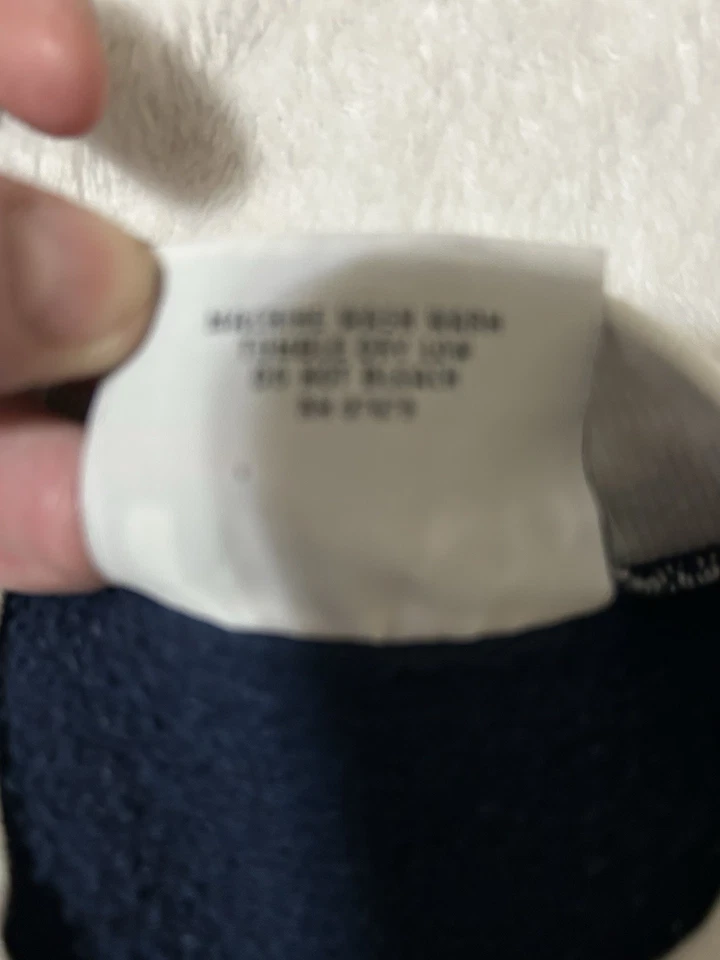 MACHINE WASH WARM
TUMBLE DRY LOW
DO NOT BLEACH